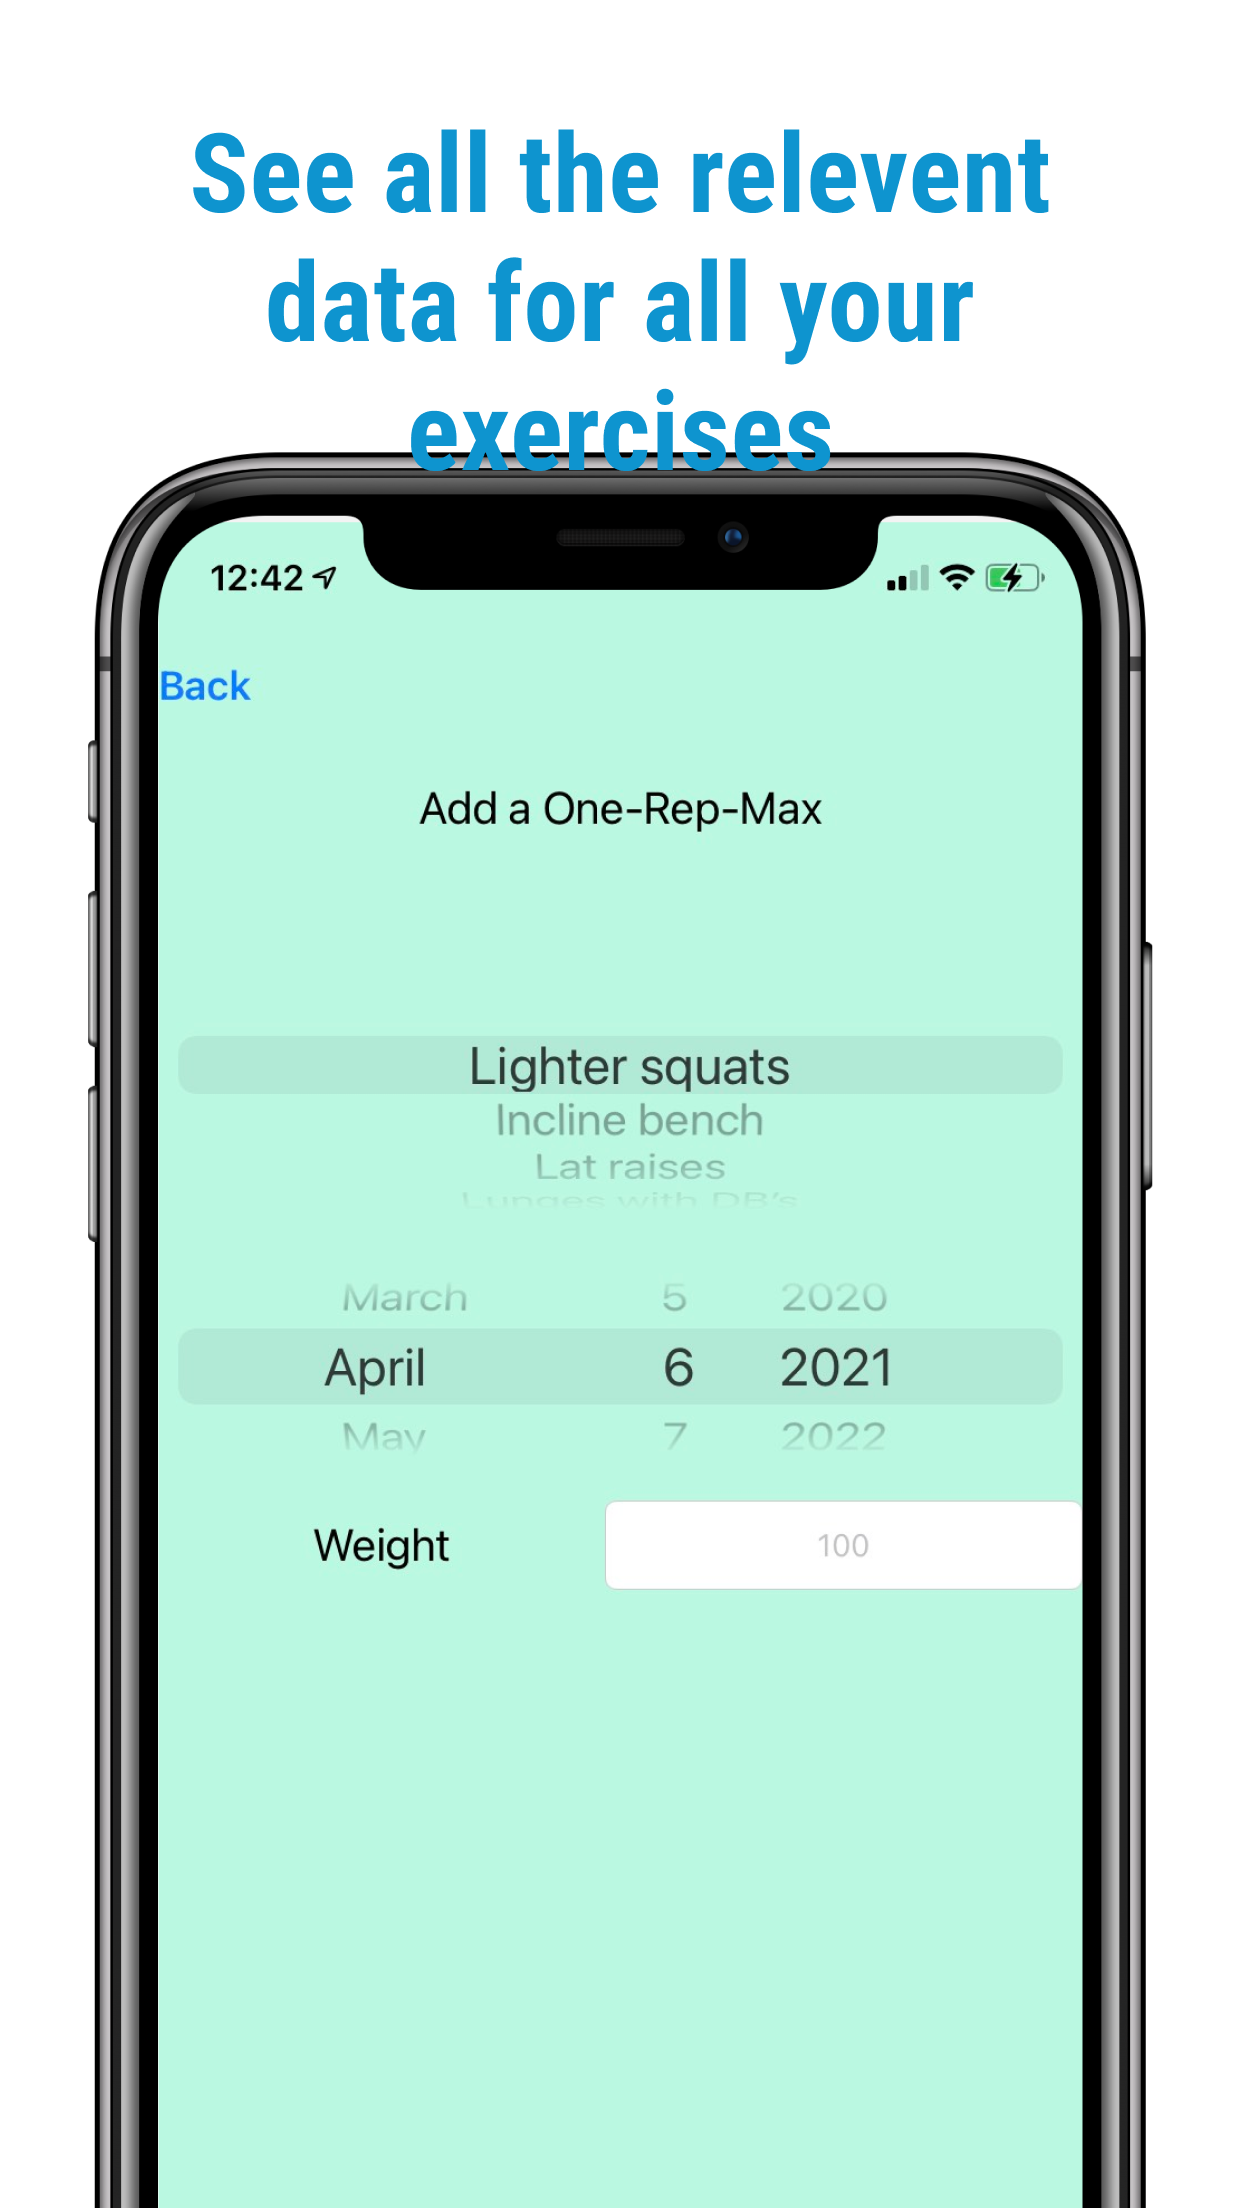 See all the relevent
data for all your
exercises
12:42
Back
Add a One-Rep-Max
Lighter squats
Incline bench
Lat raises
Lunges with DB's
March 5 2020
April 6 2021
May 7 2022
Weight 100